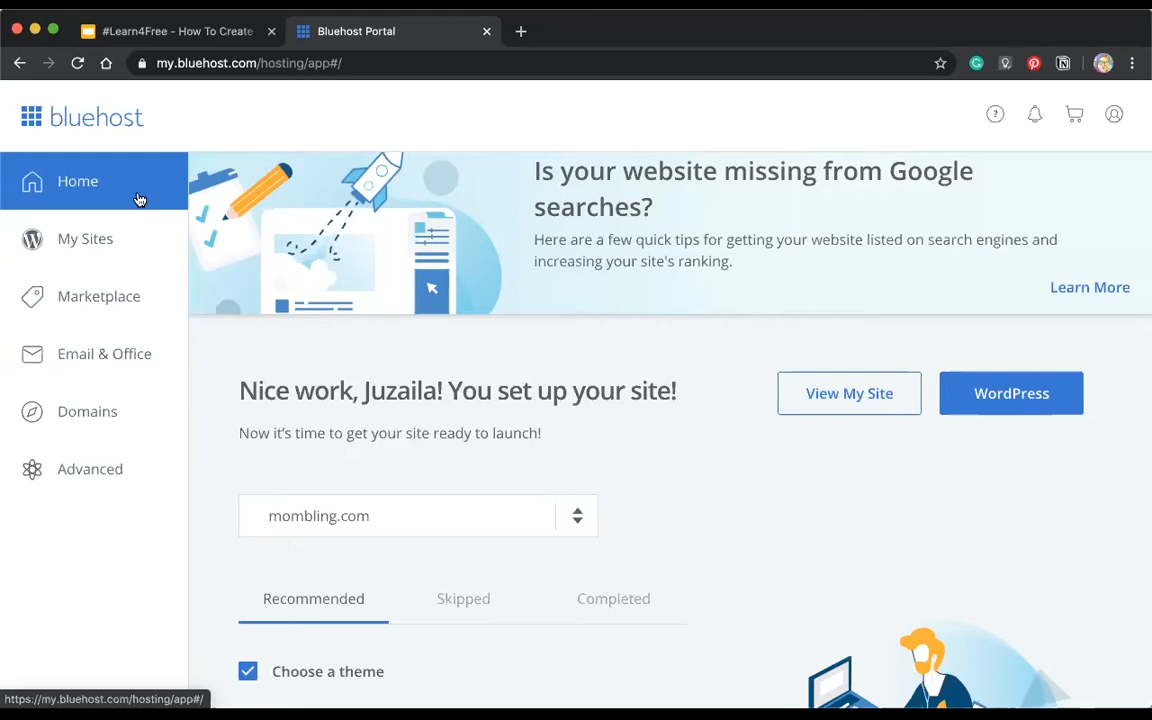 #Learn4Free - How To Create
Bluehost Portal
my.bluehost.com/hosting/app#/
bluehost
Home
My Sites
Marketplace
Email & Office
Domains
Advanced
Is your website missing from Google
searches?
Here are a few quick tips for getting your website listed on search engines and
increasing your site's ranking.
Learn More
Nice work, Juzaila! You set up your site!
View My Site
WordPress
Now it's time to get your site ready to launch!
mombling.com
Recommended
Skipped
Completed
Choose a theme
https://my.bluehost.com/hosting/app#/